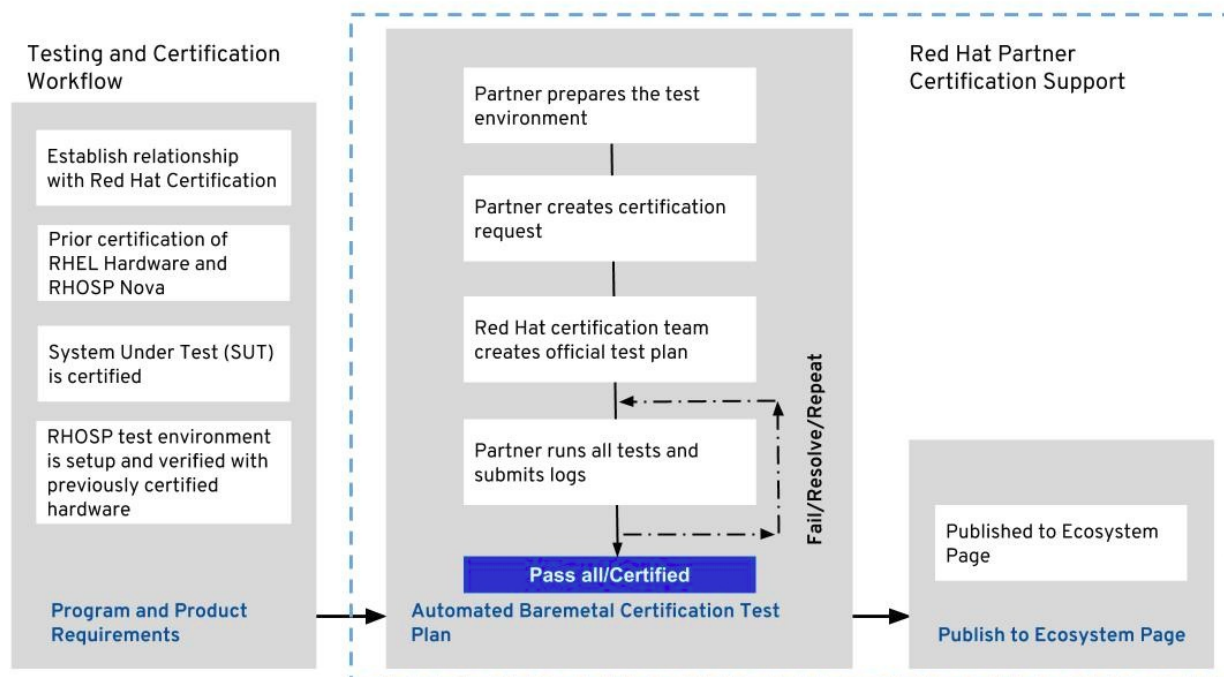 Testing and Certification
Workflow
Establish relationship
with Red Hat Certification
Prior certification of
RHEL Hardware and
RHOSP Nova
System Under Test (SUT)
is certified
RHOSP test environment
is setup and verified with
previously certified
hardware
Program and Product
Requirements
Partner prepares the test
environment
Partner creates certification
request
Red Hat certification team
creates official test plan
Partner runs all tests and
submits logs
Fail/Resolve/Repeat
Pass all/Certified
Automated Baremetal Certification Test
Plan
Red Hat Partner
Certification Support
Published to Ecosystem
Page
Publish to Ecosystem Page